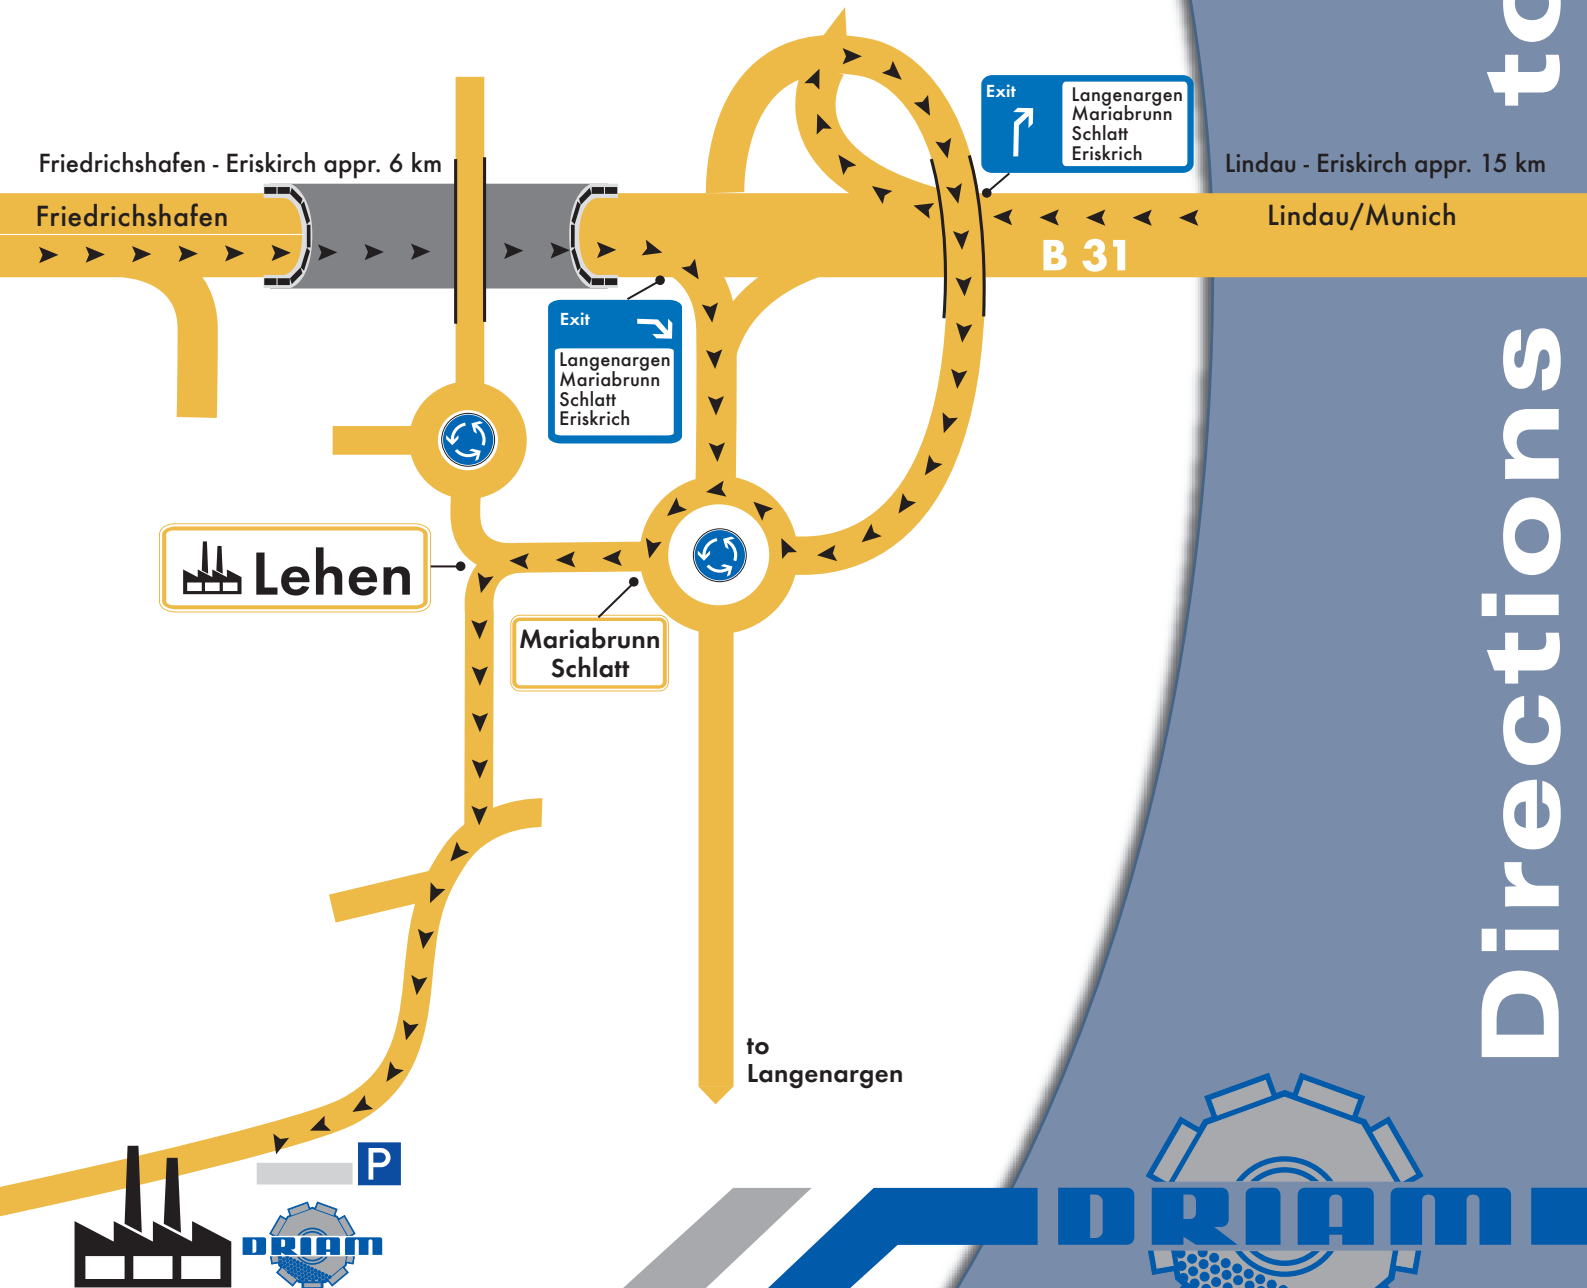 Directions to
Exit
Langenargen
Mariabrunn
Schlatt
Eriskrich
Friedrichshafen - Eriskirch appr. 6 km
Lindau - Eriskirch appr. 15 km
Friedrichshafen
Lindau/Munich
B 31
Exit
Langenargen
Mariabrunn
Schlatt
Eriskrich
Lehen
Mariabrunn
Schlatt
to
Langenargen
P
DRIAM
DRIAM